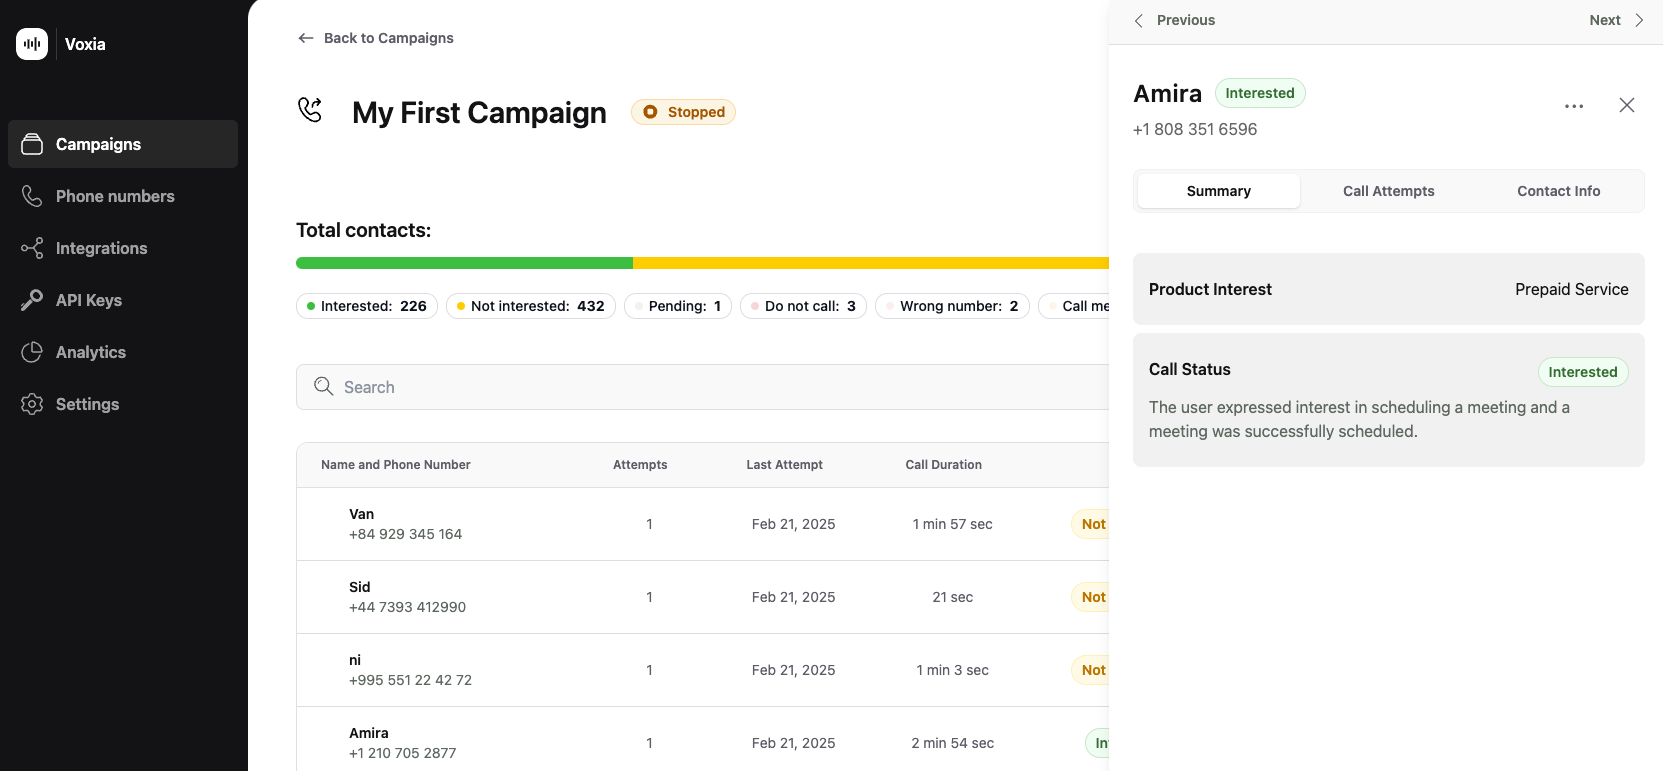 Voxia
Campaigns
Phone numbers
Integrations
API Keys
Analytics
Settings
Back to Campaigns
My First Campaign
Stopped
Total contacts:
Interested: 226
Not interested: 432
Pending: 1
Do not call: 3
Wrong number: 2
Call me
Search
Name and Phone Number Attempts Last Attempt Call Duration
Van
+84 929 345 164
1 Feb 21, 2025 1 min 57 sec Not
Sid
+44 7393 412990
1 Feb 21, 2025 21 sec Not
ni
+995 551 22 42 72
1 Feb 21, 2025 1 min 3 sec Not
Amira
+1 210 705 2877
1 Feb 21, 2025 2 min 54 sec In
Previous Next
Amira Interested
+1 808 351 6596
Summary Call Attempts Contact Info
Product Interest Prepaid Service
Call Status Interested
The user expressed interest in scheduling a meeting and a
meeting was successfully scheduled.